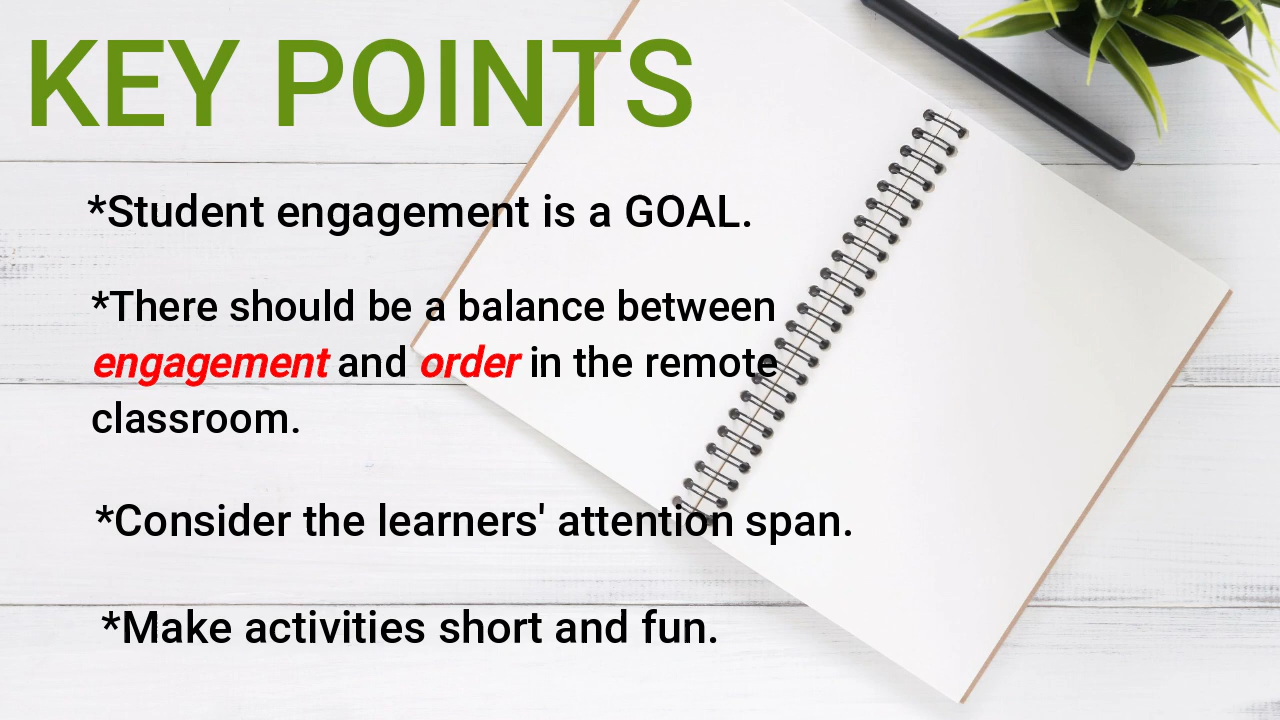 KEY POINTS
*Student engagement is a GOAL.
*There should be a balance between
engagement and order in the remote
classroom.
*Consider the learners' attention span.
*Make activities short and fun.